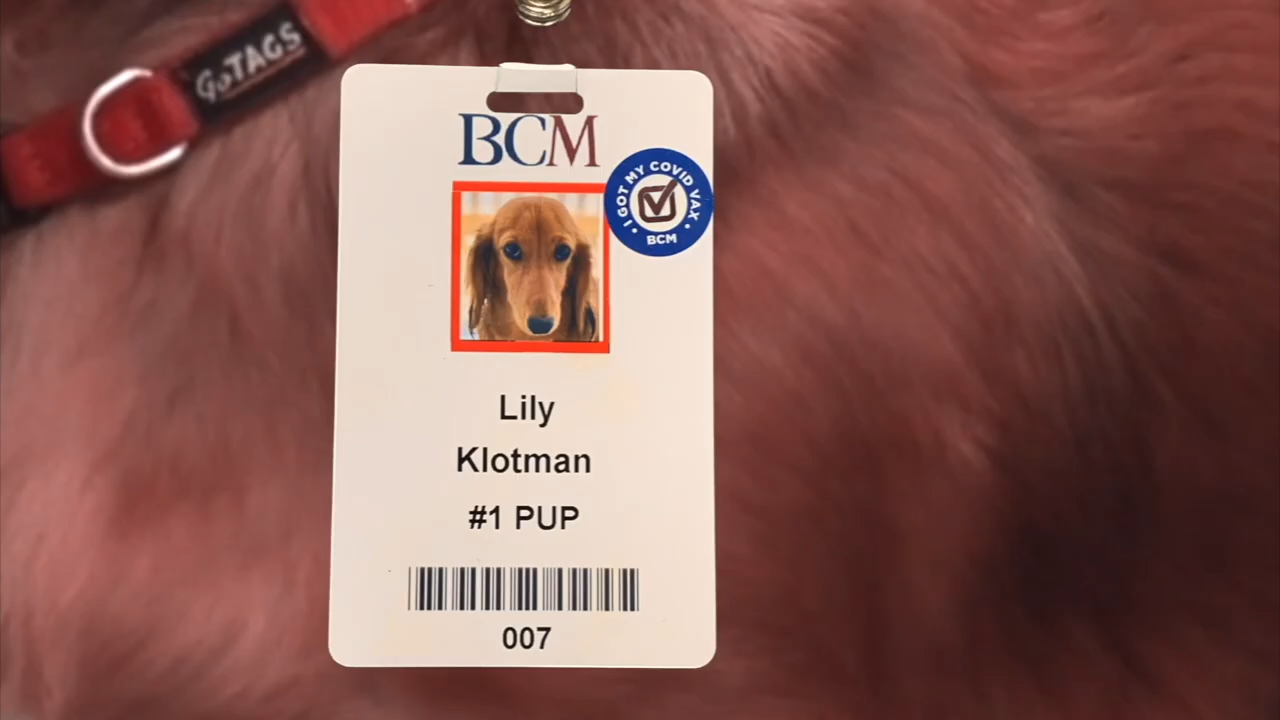 GoTAGS
BCM
I GOT MY COVID VAX
BCM
Lily
Klotman
#1 PUP
007